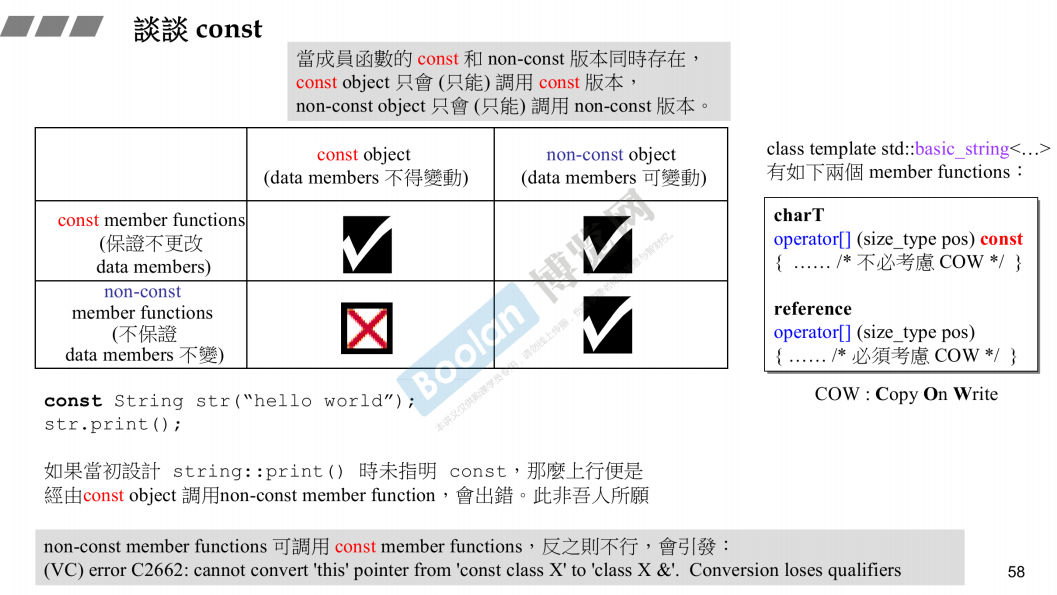 談談 const
當成員函數的 const 和 non-const 版本同時存在，
const object 只會 (只能) 調用 const 版本，
non-const object 只會 (只能) 調用 non-const 版本。
const object
(data members 不得變動)
non-const object
(data members 可變動)
const member functions
(保證不更改
data members)
non-const
member functions
(不保證
data members 不變)
class template std::basic_string<…>
有如下兩個 member functions：
charT
operator[] (size_type pos) const
{ …… /* 不必考慮 COW */ }
reference
operator[] (size_type pos)
{ …… /* 必須考慮 COW */ }
COW : Copy On Write
Boolan 博览网
const String str(“hello world”);
str.print();
如果當初設計 string::print() 時未指明 const，那麼上行便是
經由const object 調用non-const member function，會出錯。此非吾人所願
non-const member functions 可調用 const member functions，反之則不行，會引發：
(VC) error C2662: cannot convert 'this' pointer from 'const class X' to 'class X &'. Conversion loses qualifiers
58